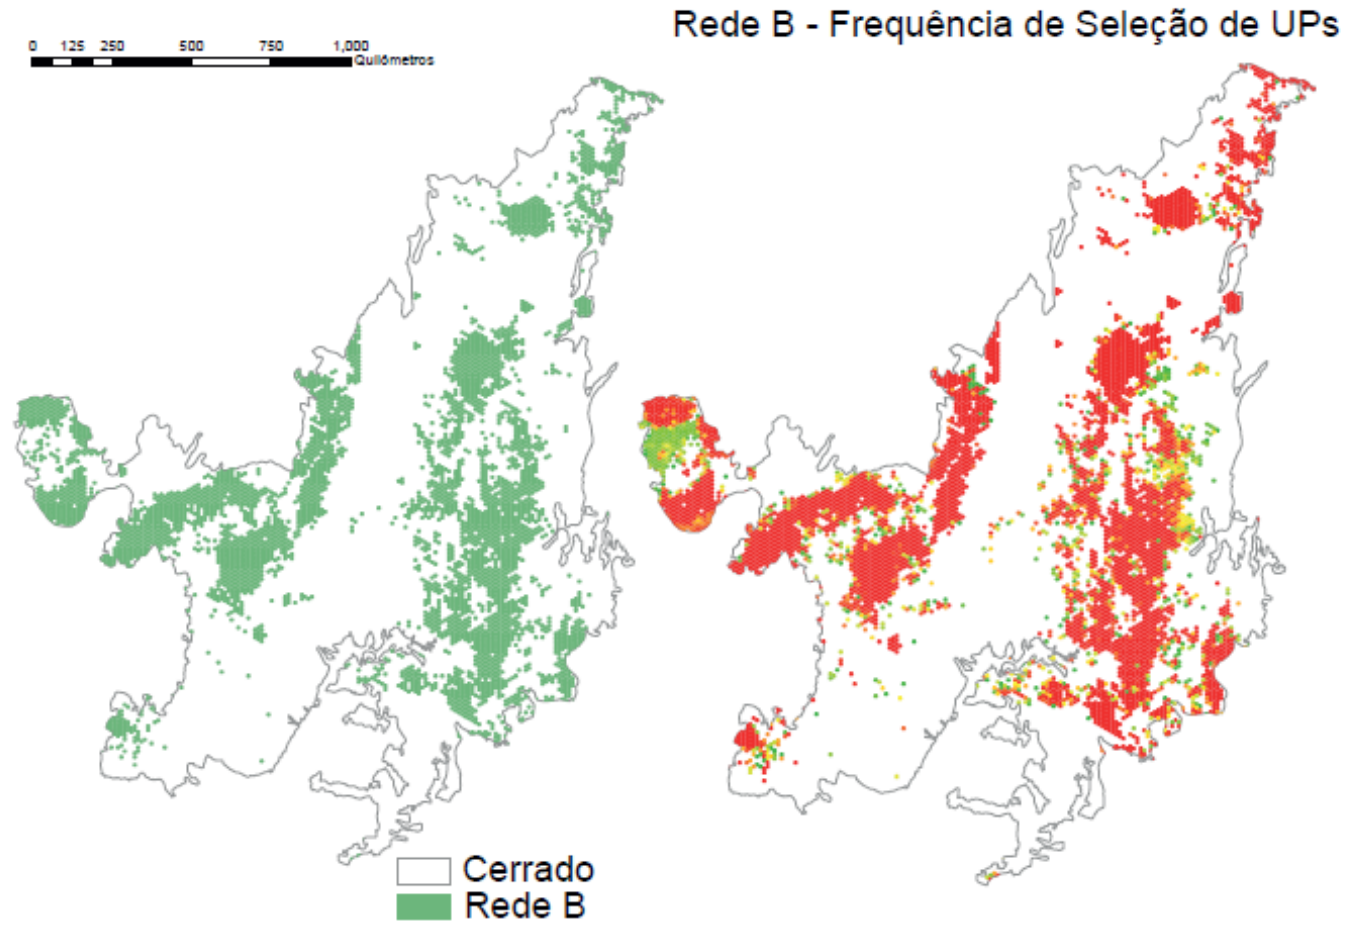 Rede B - Frequência de Seleção de UPs
0 125 250 500 750 1,000
Quilômetros
Cerrado
Rede B